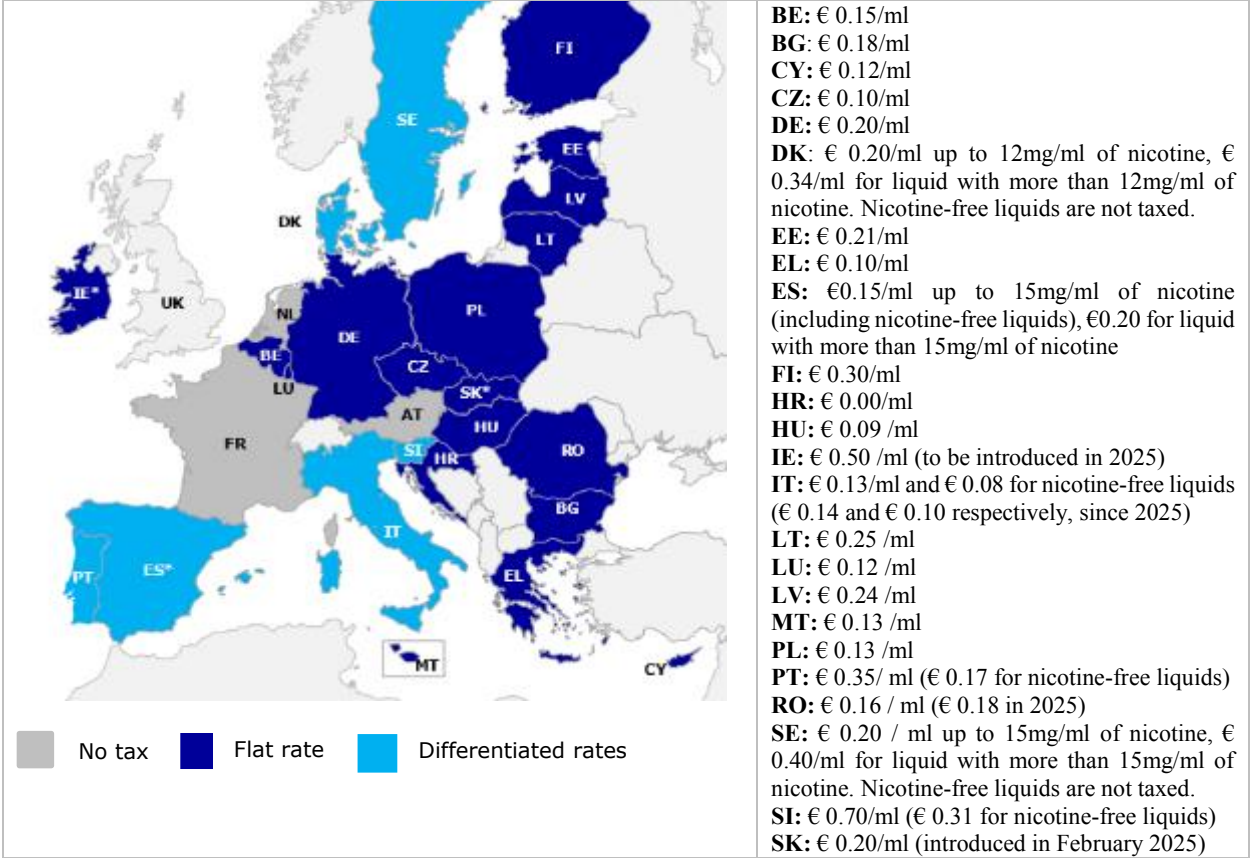 FI
SE
EE
LV
DK
LT
IE*
UK
NL
PL
DE
BE
CZ
LU
SK*
AT
HU
FR
SI
RO
HR
BG
IT
PT
ES*
EL
MT
CY
No tax
Flat rate
Differentiated rates
BE: € 0.15/ml
BG: € 0.18/ml
CY: € 0.12/ml
CZ: € 0.10/ml
DE: € 0.20/ml
DK: € 0.20/ml up to 12mg/ml of nicotine, €
0.34/ml for liquid with more than 12mg/ml of
nicotine. Nicotine-free liquids are not taxed.
EE: € 0.21/ml
EL: € 0.10/ml
ES: €0.15/ml up to 15mg/ml of nicotine
(including nicotine-free liquids), €0.20 for liquid
with more than 15mg/ml of nicotine
FI: € 0.30/ml
HR: € 0.00/ml
HU: € 0.09 /ml
IE: € 0.50 /ml (to be introduced in 2025)
IT: € 0.13/ml and € 0.08 for nicotine-free liquids
(€ 0.14 and € 0.10 respectively, since 2025)
LT: € 0.25 /ml
LU: € 0.12 /ml
LV: € 0.24 /ml
MT: € 0.13 /ml
PL: € 0.13 /ml
PT: € 0.35/ ml (€ 0.17 for nicotine-free liquids)
RO: € 0.16 / ml (€ 0.18 in 2025)
SE: € 0.20 / ml up to 15mg/ml of nicotine, €
0.40/ml for liquid with more than 15mg/ml of
nicotine. Nicotine-free liquids are not taxed.
SI: € 0.70/ml (€ 0.31 for nicotine-free liquids)
SK: € 0.20/ml (introduced in February 2025)